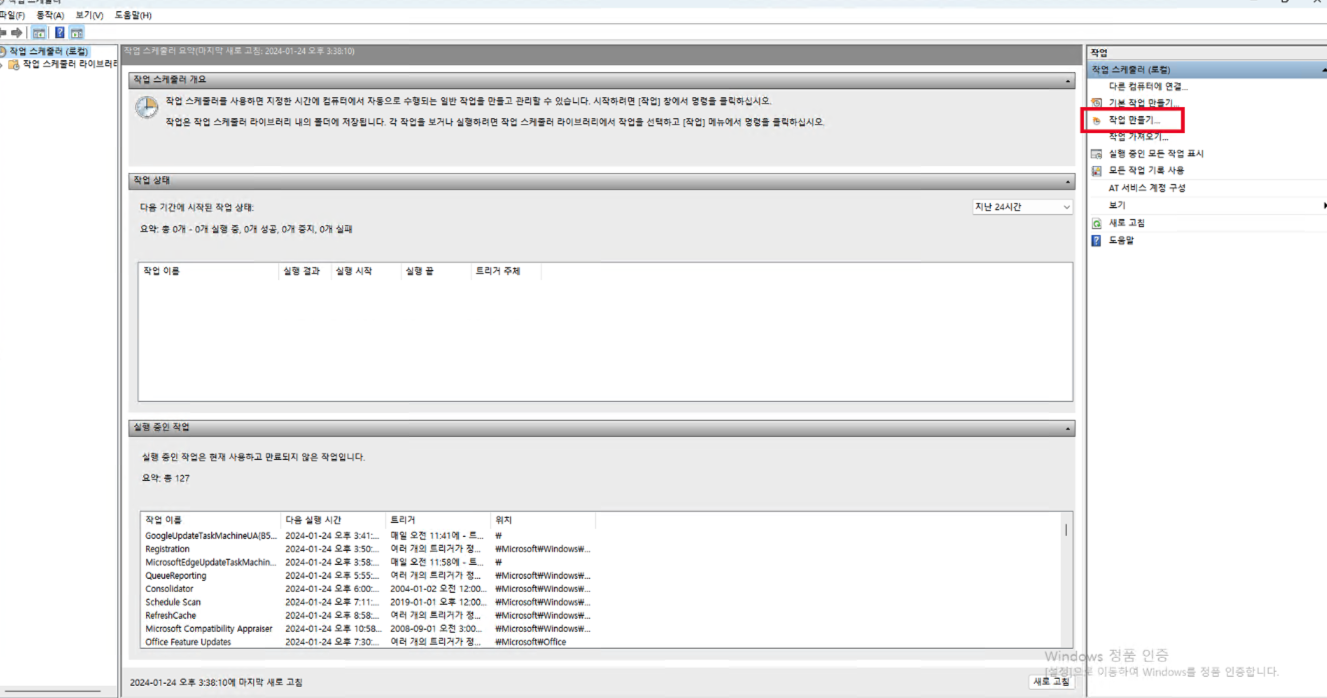 작업 스케줄러
파일(F) 동작(A) 보기(V) 도움말(H)
작업 스케줄러 (로컬)
작업 스케줄러 라이브러리
작업 스케줄러 요약(마지막 새로 고침: 2024-01-24 오후 3:38:10)
작업 스케줄러 개요
작업 스케줄러를 사용하면 지정한 시간에 컴퓨터에서 자동으로 수행되는 일반 작업을 만들고 관리할 수 있습니다. 시작하려면 [작업] 창에서 명령을 클릭하십시오.
작업은 작업 스케줄러 라이브러리 내의 폴더에 저장됩니다. 각 작업을 보거나 실행하려면 작업 스케줄러 라이브러리에서 작업을 선택하고 [작업] 메뉴에서 명령을 클릭하십시오.
작업 상태
다음 기간에 시작된 작업 상태:
지난 24시간
요약: 총 0개 - 0개 실행 중, 0개 성공, 0개 중지, 0개 실패
작업 이름 실행 결과 실행 시작 실행 끝 트리거 주체
실행 중인 작업
실행 중인 작업은 현재 사용하고 만료되지 않은 작업입니다.
요약: 총 127
작업 이름 다음 실행 시간 트리거 위치
GoogleUpdateTaskMachineUA{B5... 2024-01-24 오후 3:41:... 매일 오전 11:41에 - 트... ₩
Registration 2024-01-24 오후 3:50:... 여러 개의 트리거가 정... ₩Microsoft₩Windows₩...
MicrosoftEdgeUpdateTaskMachin... 2024-01-24 오후 3:58:... 매일 오전 11:58에 - 트... ₩
QueueReporting 2024-01-24 오후 5:55:... 여러 개의 트리거가 정... ₩Microsoft₩Windows₩...
Consolidator 2024-01-24 오후 6:00:... 2004-01-02 오전 12:00... ₩Microsoft₩Windows₩...
Schedule Scan 2024-01-24 오후 7:11:... 2019-01-01 오후 12:00... ₩Microsoft₩Windows₩...
RefreshCache 2024-01-24 오후 8:58:... 여러 개의 트리거가 정... ₩Microsoft₩Windows₩...
Microsoft Compatibility Appraiser 2024-01-24 오후 10:58... 2008-09-01 오전 3:00... ₩Microsoft₩Windows₩...
Office Feature Updates 2024-01-24 오후 7:30:... 여러 개의 트리거가 정... ₩Microsoft₩Office
2024-01-24 오후 3:38:10에 마지막 새로 고침
새로 고침
작업
작업 스케줄러 (로컬)
다른 컴퓨터에 연결...
기본 작업 만들기...
작업 만들기...
작업 가져오기...
실행 중인 모든 작업 표시
모든 작업 기록 사용
AT 서비스 계정 구성
보기
새로 고침
도움말
Windows 정품 인증
[설정]으로 이동하여 Windows를 정품 인증합니다.